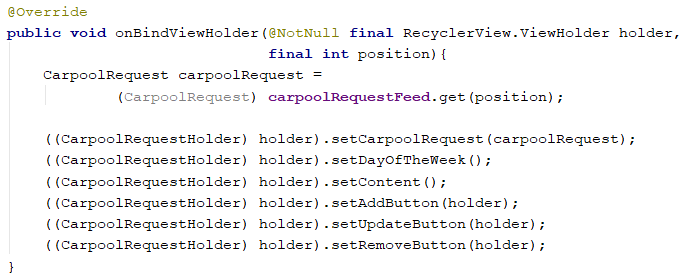 @Override
public void onBindViewHolder(@NotNull final RecyclerView.ViewHolder holder,
                             final int position){
    CarpoolRequest carpoolRequest =
            (CarpoolRequest) carpoolRequestFeed.get(position);

    ((CarpoolRequestHolder) holder).setCarpoolRequest(carpoolRequest);
    ((CarpoolRequestHolder) holder).setDayOfTheWeek();
    ((CarpoolRequestHolder) holder).setContent();
    ((CarpoolRequestHolder) holder).setAddButton(holder);
    ((CarpoolRequestHolder) holder).setUpdateButton(holder);
    ((CarpoolRequestHolder) holder).setRemoveButton(holder);
}